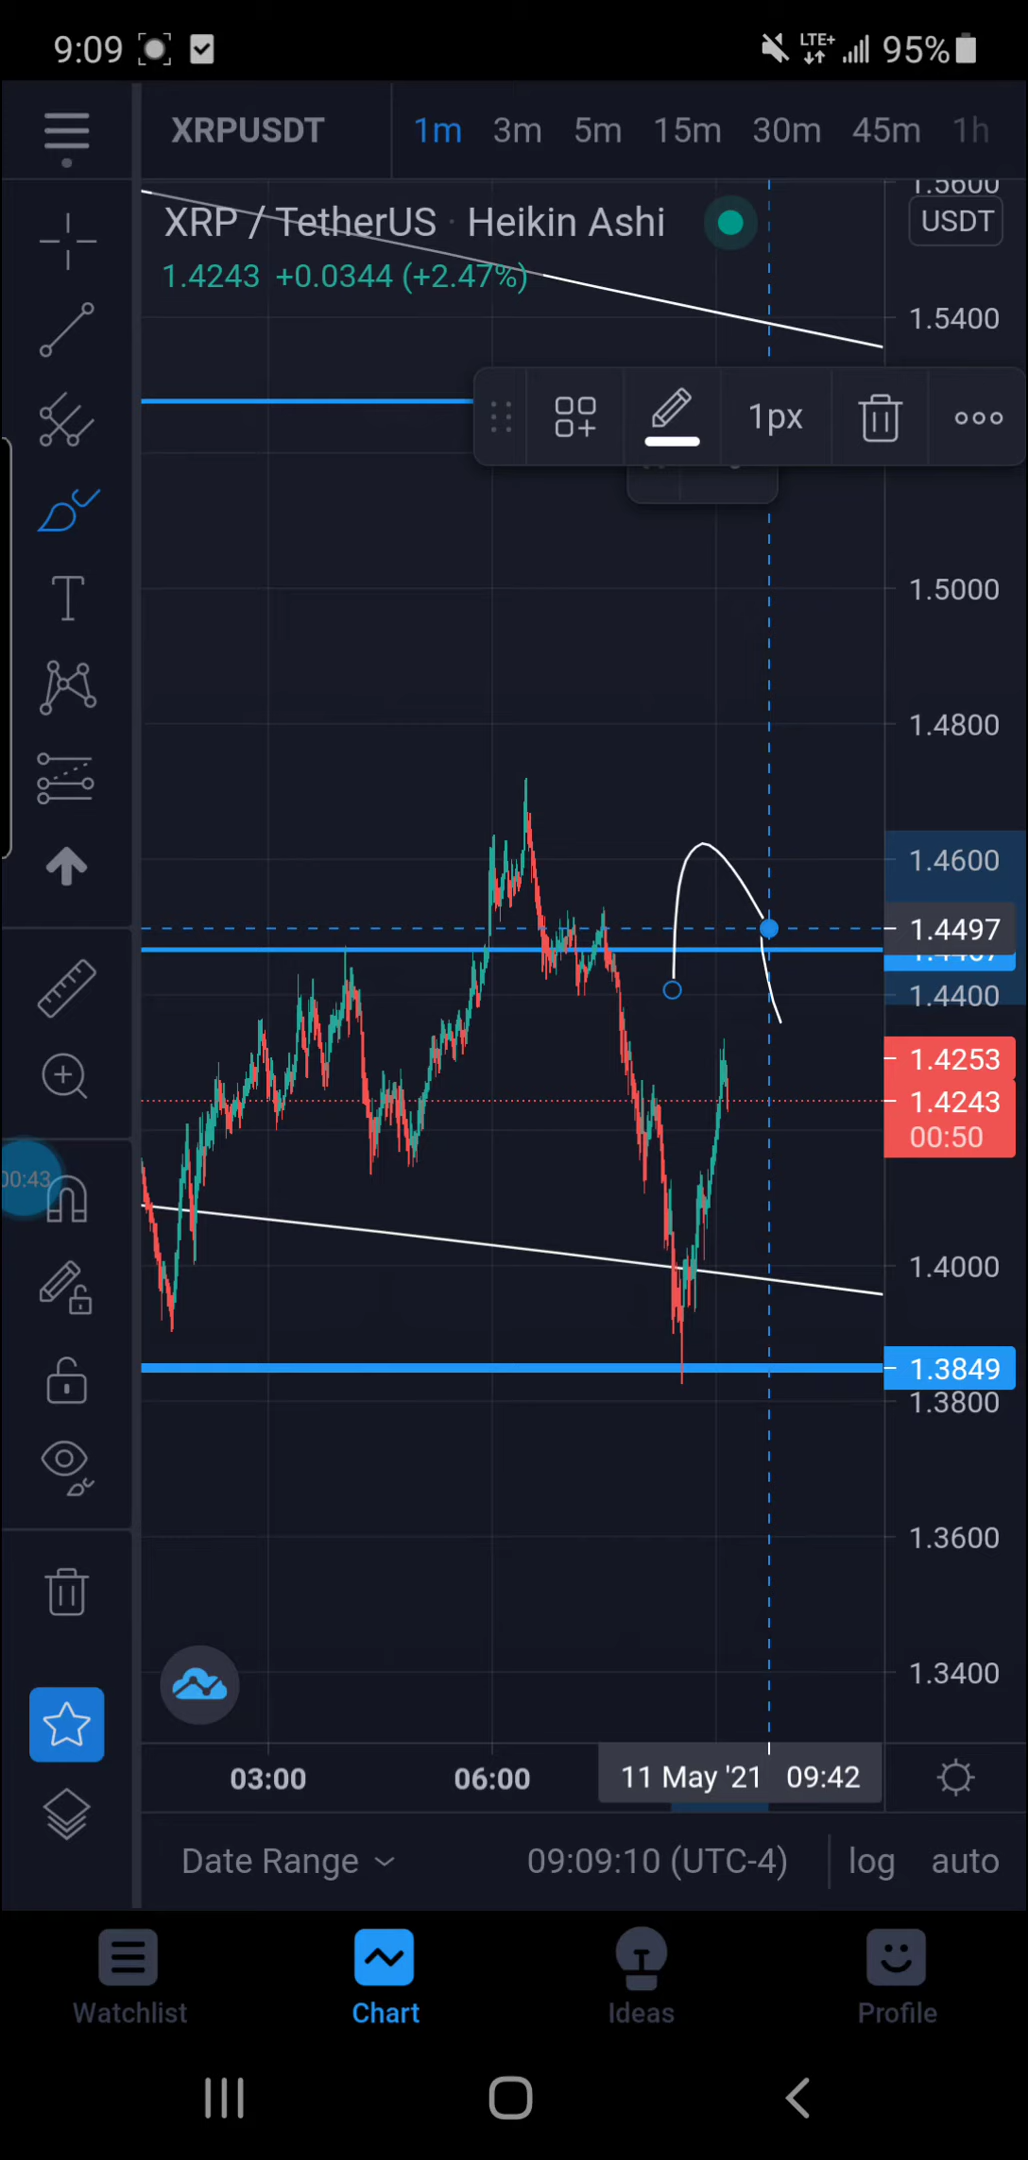 9:09 LTE+ 95%
XRPUSDT 1m 3m 5m 15m 30m 45m 1h
XRP / TetherUS · Heikin Ashi
USDT
1.4243 +0.0344 (+2.47%)
1.5600
1.5400
1px
1.5000
1.4800
1.4600
1.4497
1.4400
1.4253
1.4243
00:50
00:43
1.4000
1.3849
1.3800
1.3600
1.3400
03:00 06:00 11 May '21 09:42
Date Range 09:09:10 (UTC-4) log auto
Watchlist Chart Ideas Profile